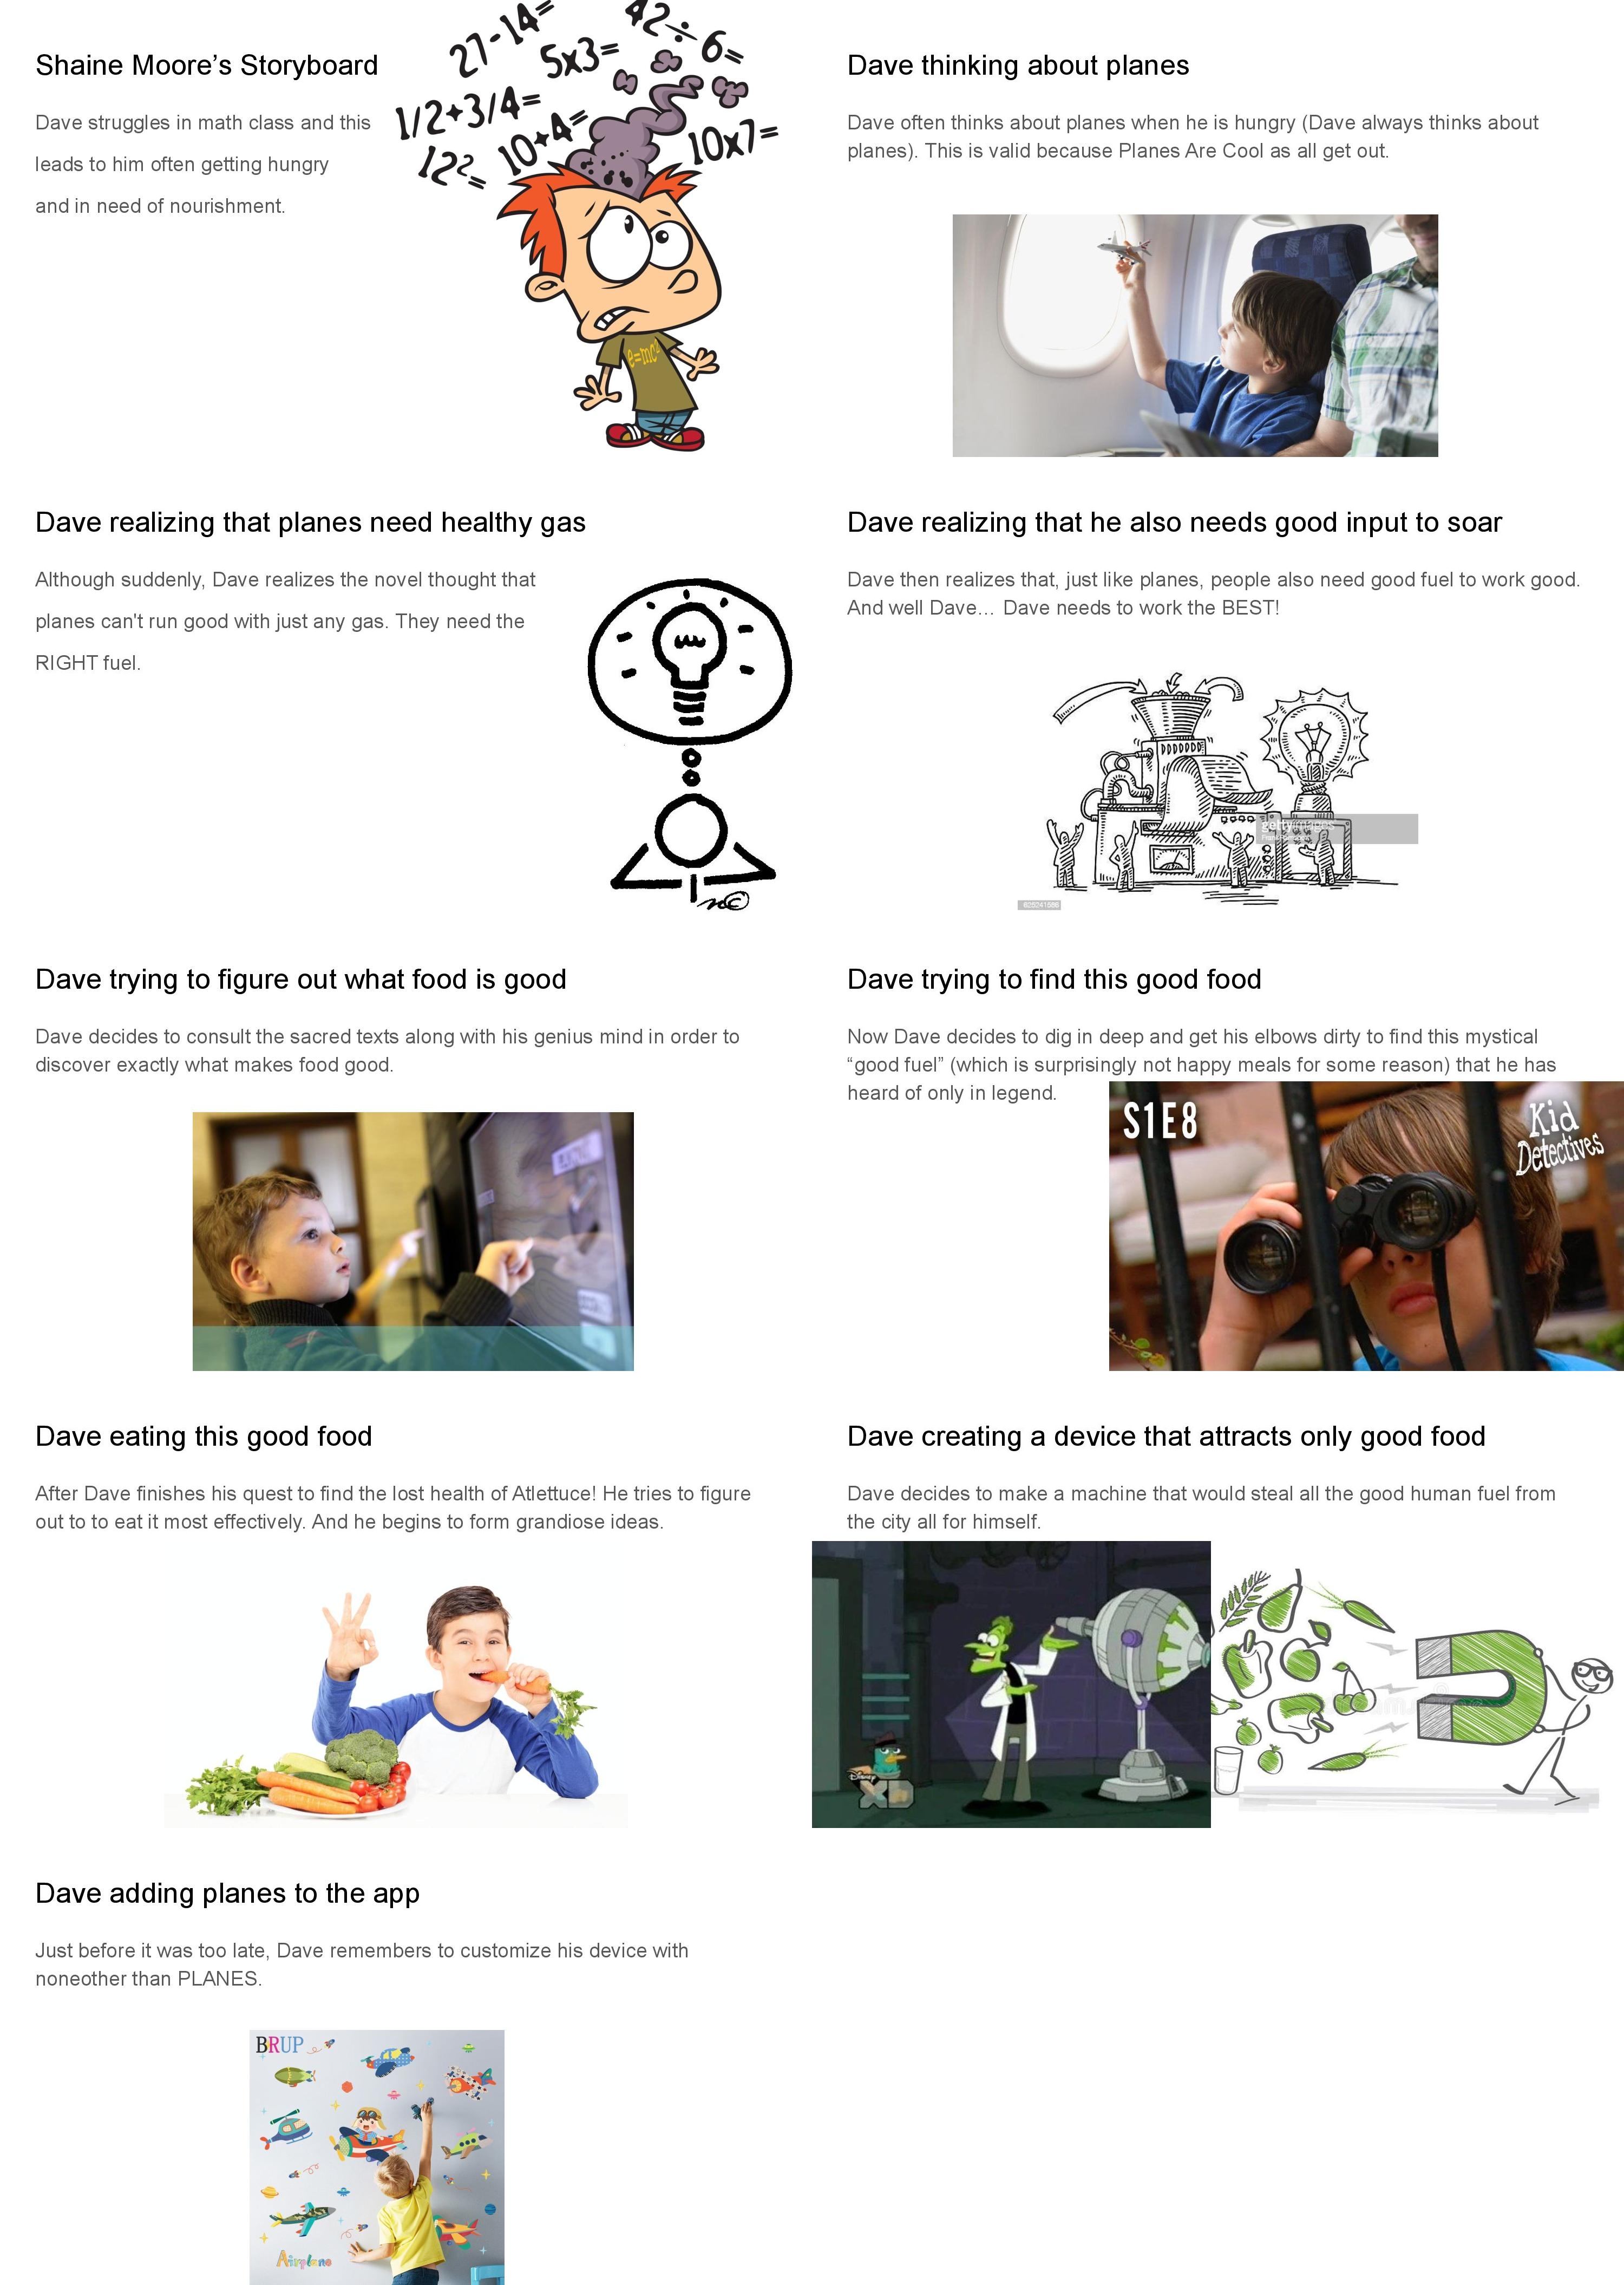 Shaine Moore’s Storyboard
Dave struggles in math class and this
leads to him often getting hungry
and in need of nourishment.
27-14=
42÷6=
5x3=
1/2+3/4=
10+4=
12²=
10x7=
e=mc²
Dave thinking about planes
Dave often thinks about planes when he is hungry (Dave always thinks about
planes). This is valid because Planes Are Cool as all get out.
Dave realizing that planes need healthy gas
Although suddenly, Dave realizes the novel thought that
planes can't run good with just any gas. They need the
RIGHT fuel.
Dave realizing that he also needs good input to soar
Dave then realizes that, just like planes, people also need good fuel to work good.
And well Dave… Dave needs to work the BEST!
gettyimages
Dave trying to figure out what food is good
Dave decides to consult the sacred texts along with his genius mind in order to
discover exactly what makes food good.
Dave trying to find this good food
Now Dave decides to dig in deep and get his elbows dirty to find this mystical
“good fuel” (which is surprisingly not happy meals for some reason) that he has
heard of only in legend.
S1E8
Kid
Detectives
Dave eating this good food
After Dave finishes his quest to find the lost health of Atlettuce! He tries to figure
out to to eat it most effectively. And he begins to form grandiose ideas.
Dave creating a device that attracts only good food
Dave decides to make a machine that would steal all the good human fuel from
the city all for himself.
Disney
XD
Dave adding planes to the app
Just before it was too late, Dave remembers to customize his device with
noneother than PLANES.
BRUP
Airplane